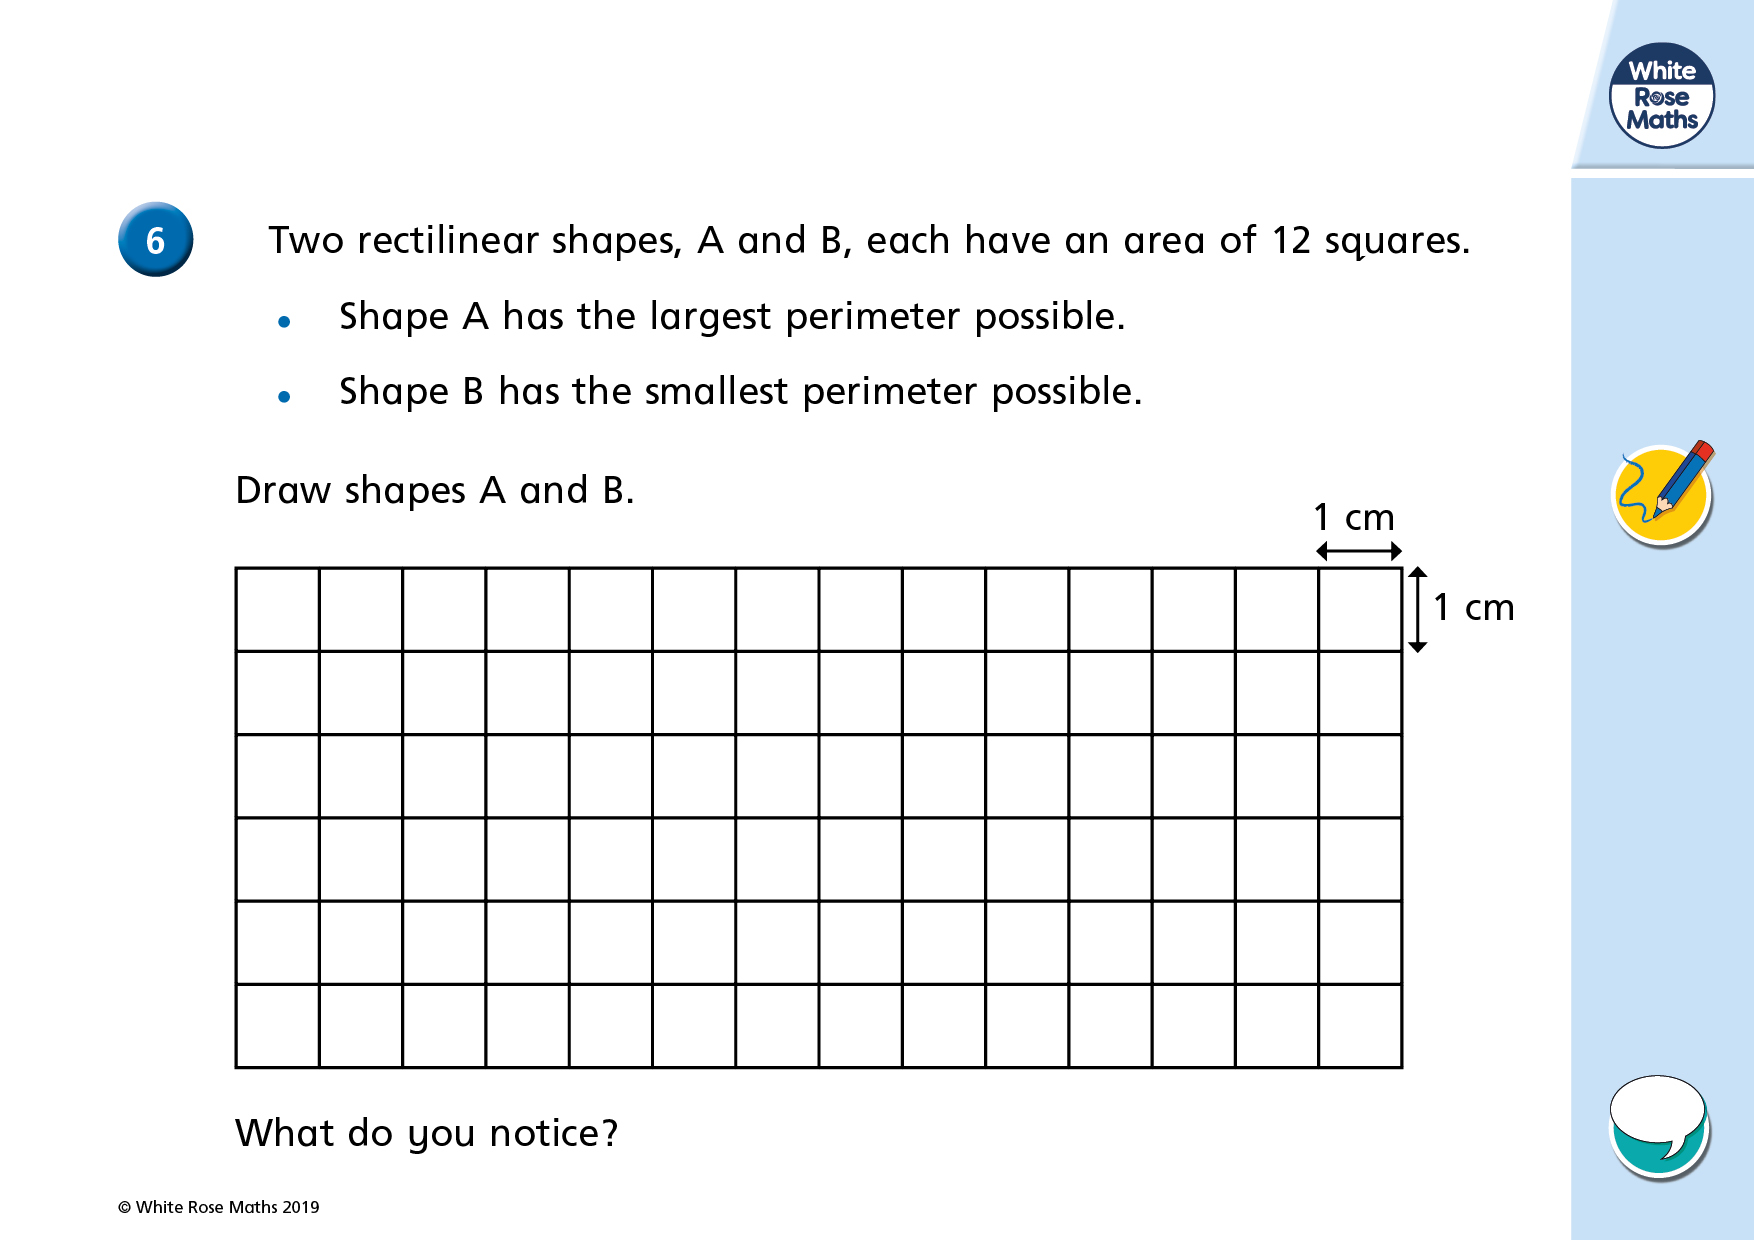 White
Rose
Maths
6
Two rectilinear shapes, A and B, each have an area of 12 squares.
• Shape A has the largest perimeter possible.
• Shape B has the smallest perimeter possible.
Draw shapes A and B.
1 cm
1 cm
What do you notice?
© White Rose Maths 2019